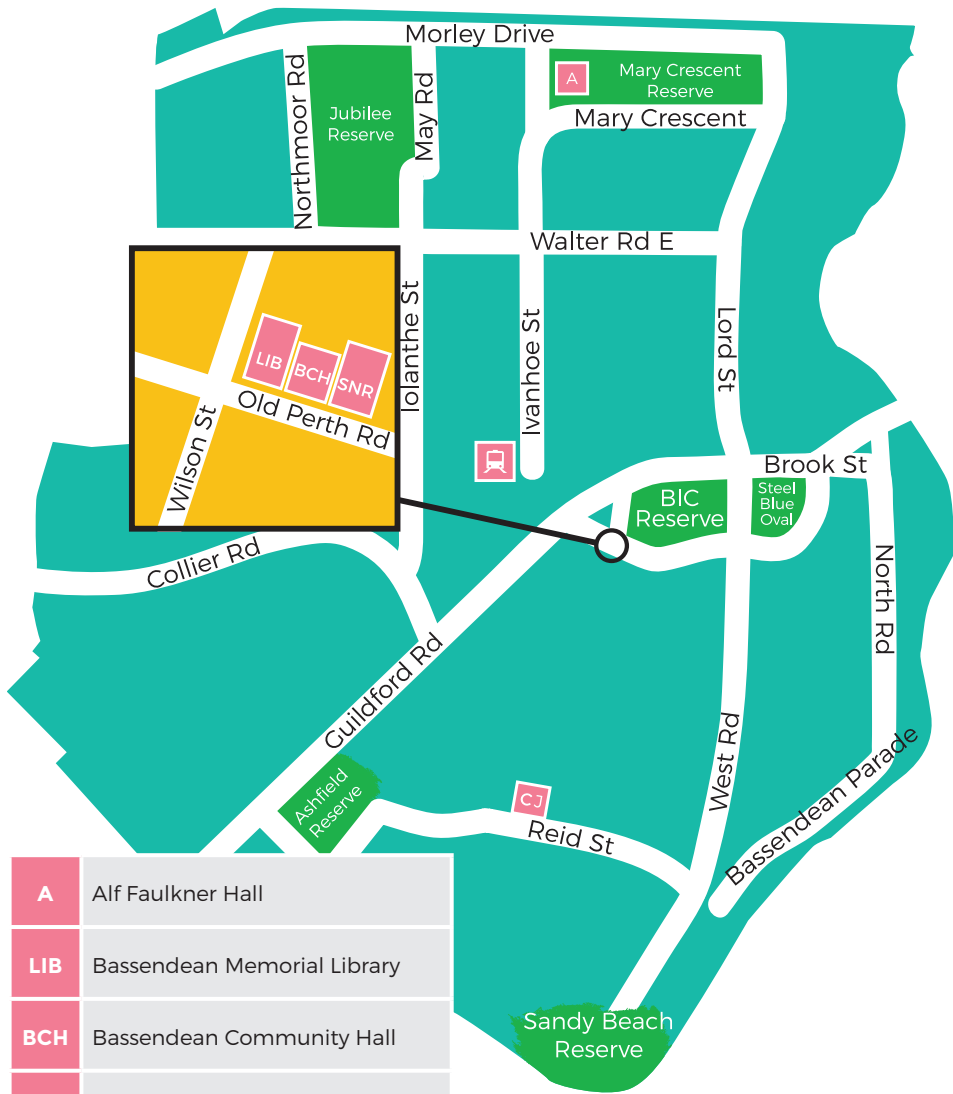 Morley Drive
Northmoor Rd
Jubilee
Reserve
May Rd
A
Mary Crescent
Reserve
Mary Crescent
Walter Rd E
Iolanthe St
Ivanhoe St
Lord St
LIB
BCH
SNR
Old Perth Rd
Wilson St
Brook St
BIC
Reserve
Steel
Blue
Oval
Collier Rd
North Rd
Guildford Rd
West Rd
Bassendean Parade
Ashfield
Reserve
CJ
Reid St
A
Alf Faulkner Hall
LIB
Bassendean Memorial Library
BCH
Bassendean Community Hall
Sandy Beach
Reserve